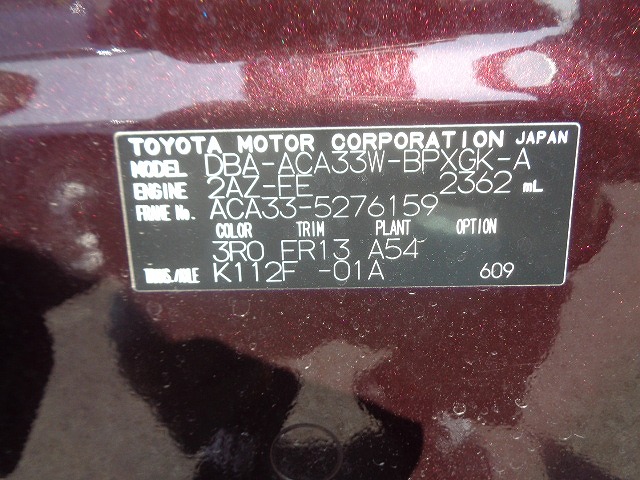 TOYOTA MOTOR CORPORATION JAPAN
MODEL DBA-ACA33W-BPXGK-A
ENGINE 2AZ-FE 2362 mL
FRAME No. ACA33-5276159
COLOR TRIM PLANT OPTION
3R0 FR13 A54
TRANS./AXLE K112F -01A 609